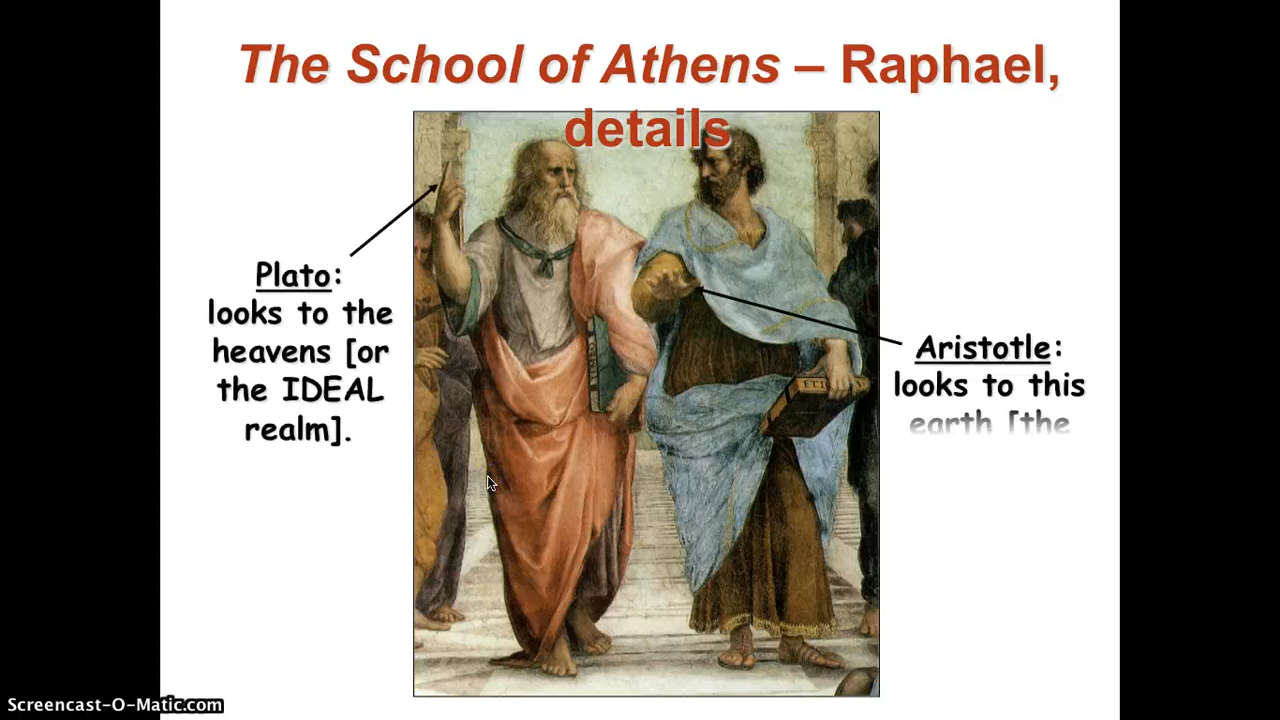 The School of Athens – Raphael,
details
Plato:
looks to the
heavens [or
the IDEAL
realm].
Aristotle:
looks to this
earth [the
ETI
Screencast-O-Matic.com